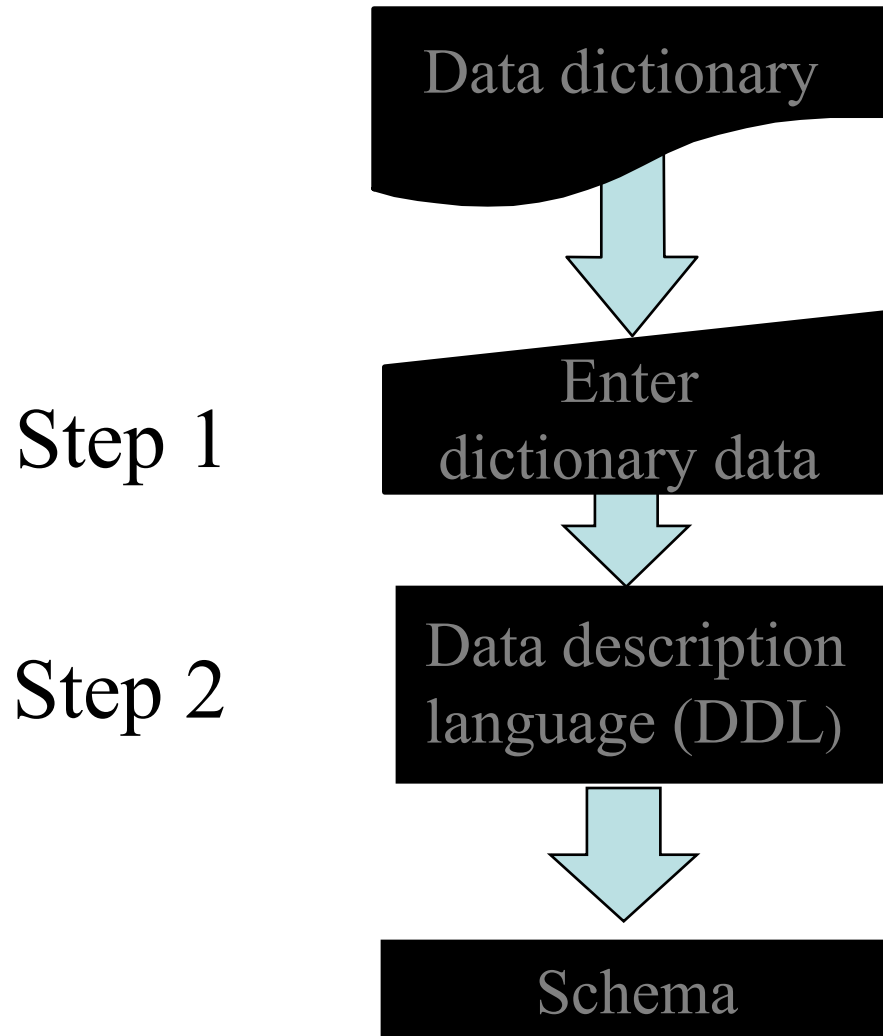 Data dictionary
Enter
Step 1
dictionary data
Data description
Step 2
language (DDL)
Schema